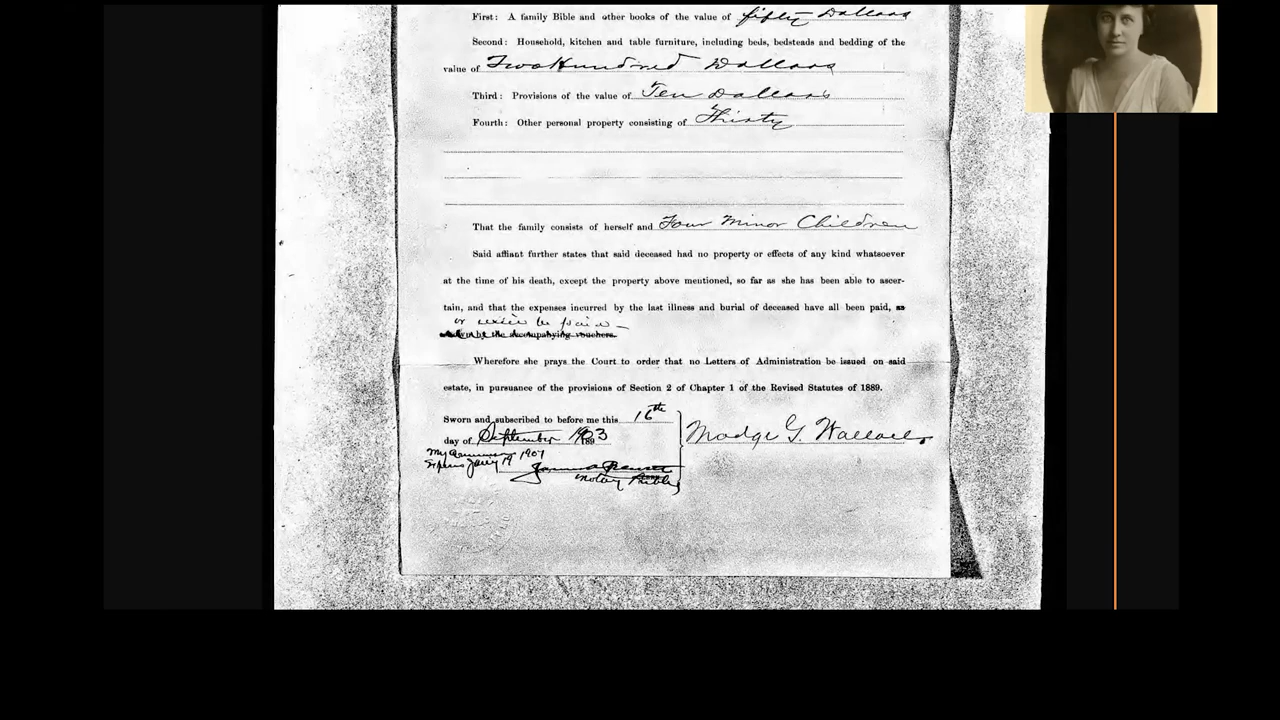 First: A family Bible and other books of the value of fifty Dollars
Second: Household, kitchen and table furniture, including beds, bedsteads and bedding of the
value of Two Hundred Dollars
Third: Provisions of the value of Ten Dollars
Fourth: Other personal property consisting of Thirty
That the family consists of herself and Four Minor Children
Said affiant further states that said deceased had no property or effects of any kind whatsoever
at the time of his death, except the property above mentioned, so far as she has been able to ascer-
tain, and that the expenses incurred by the last illness and burial of deceased have all been paid, as
or will be paid —
shown by the accompanying vouchers.
Wherefore she prays the Court to order that no Letters of Administration be issued on said
estate, in pursuance of the provisions of Section 2 of Chapter 1 of the Revised Statutes of 1889.
Sworn and subscribed to before me this 16th
day of September 1903
Madge G. Wallace
My Commission
Expires Jany 19 1907
Notary Public